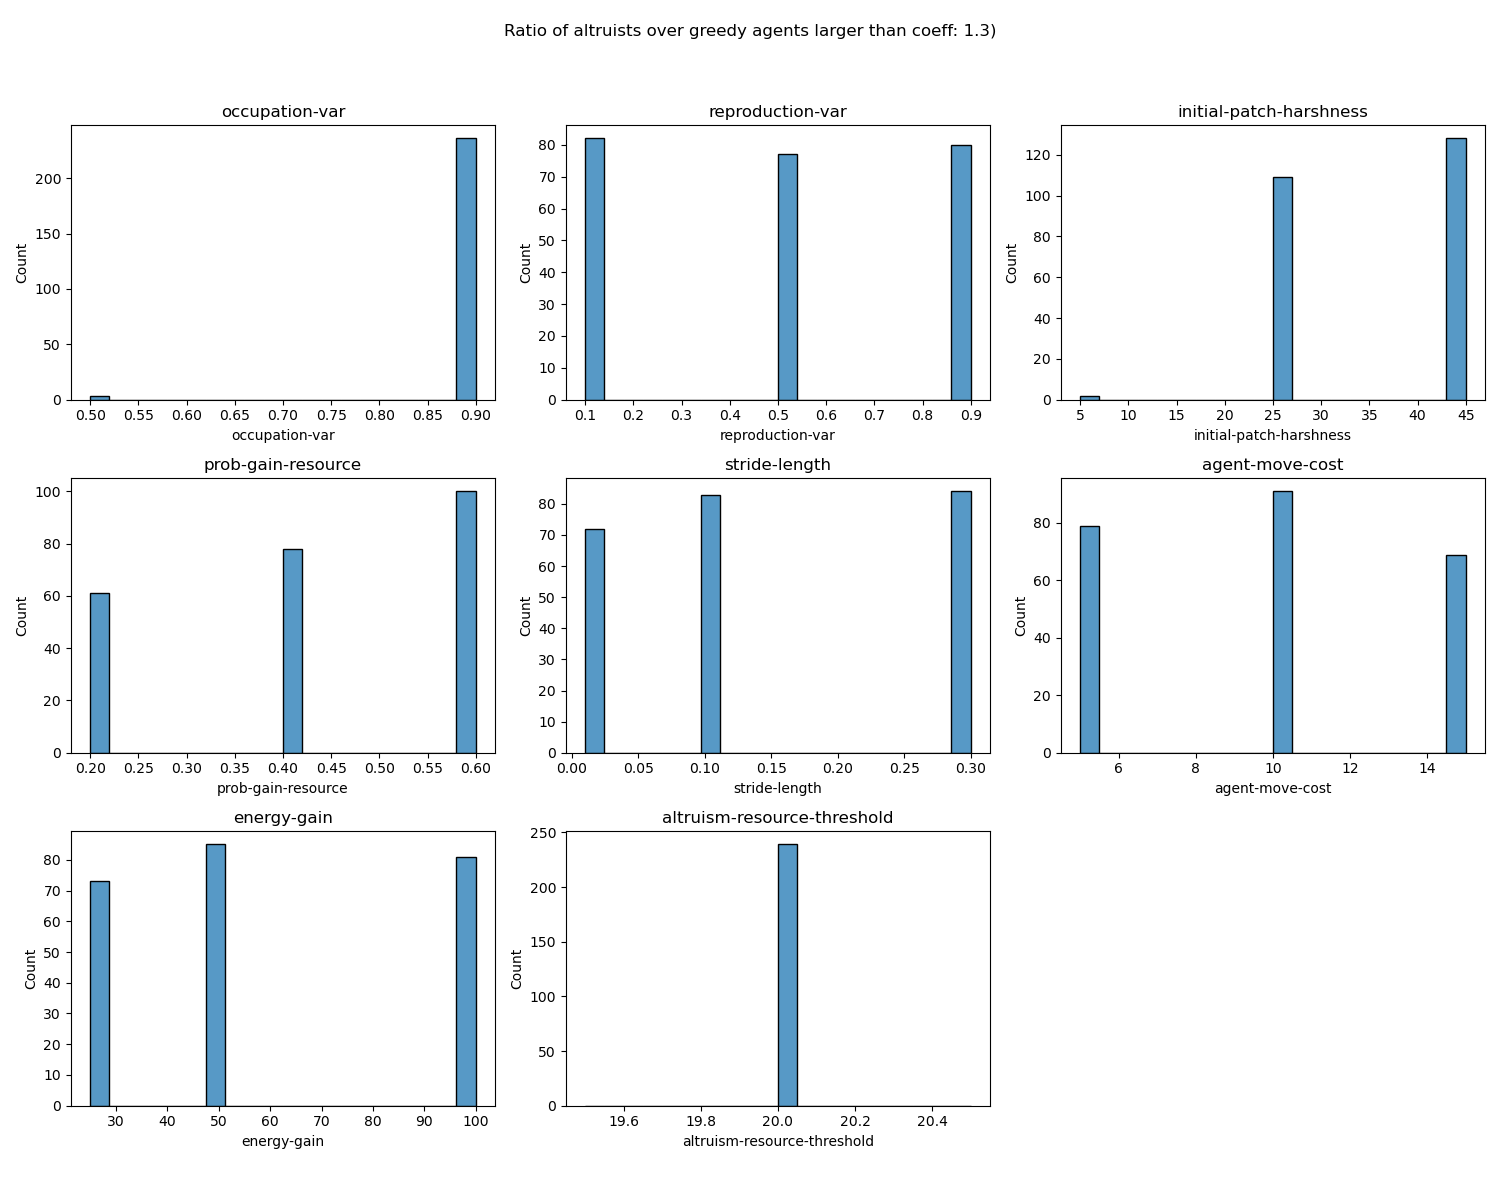 Ratio of altruists over greedy agents larger than coeff: 1.3)
occupation-var
Count
200
150
100
50
0
0.50 0.55 0.60 0.65 0.70 0.75 0.80 0.85 0.90
occupation-var
reproduction-var
Count
80
70
60
50
40
30
20
10
0
0.1 0.2 0.3 0.4 0.5 0.6 0.7 0.8 0.9
reproduction-var
initial-patch-harshness
Count
120
100
80
60
40
20
0
5 10 15 20 25 30 35 40 45
initial-patch-harshness
prob-gain-resource
Count
100
80
60
40
20
0
0.20 0.25 0.30 0.35 0.40 0.45 0.50 0.55 0.60
prob-gain-resource
stride-length
Count
80
70
60
50
40
30
20
10
0
0.00 0.05 0.10 0.15 0.20 0.25 0.30
stride-length
agent-move-cost
Count
80
60
40
20
0
6 8 10 12 14
agent-move-cost
energy-gain
Count
80
70
60
50
40
30
20
10
0
30 40 50 60 70 80 90 100
energy-gain
altruism-resource-threshold
Count
250
200
150
100
50
0
19.6 19.8 20.0 20.2 20.4
altruism-resource-threshold